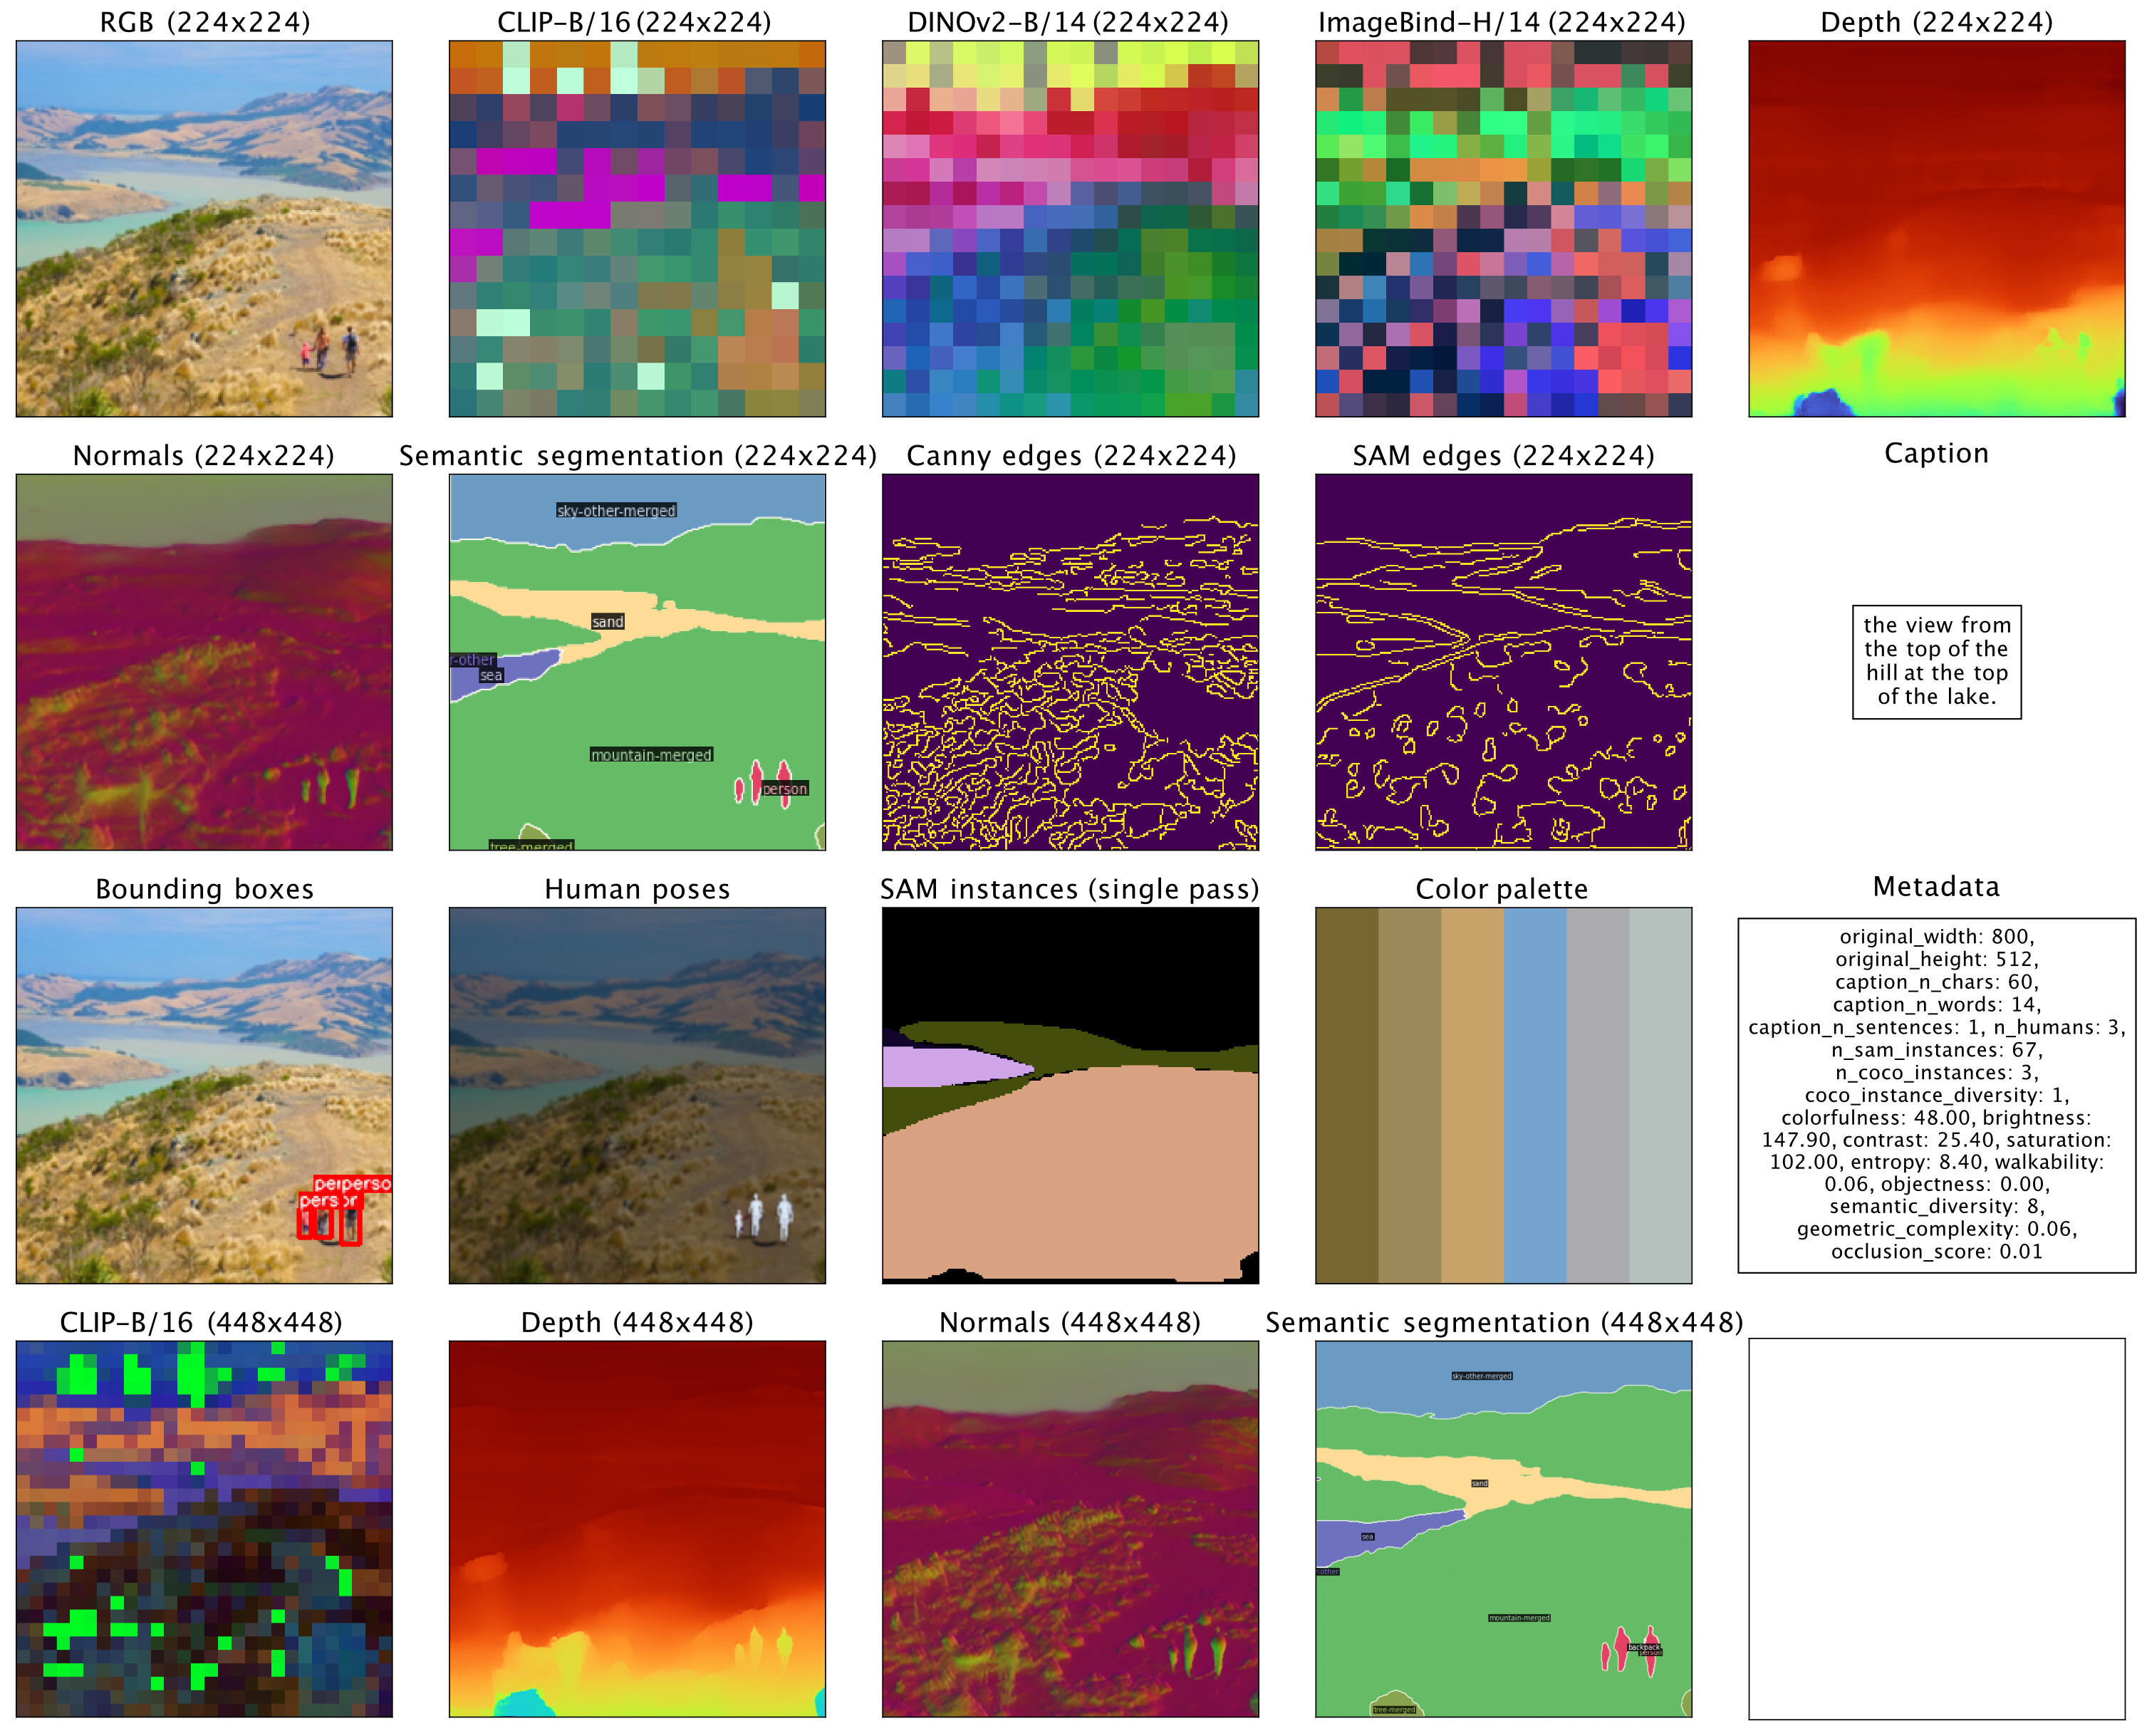 RGB (224x224)
CLIP-B/16 (224x224)
DINOv2-B/14 (224x224)
ImageBind-H/14 (224x224)
Depth (224x224)
Normals (224x224)
Semantic segmentation (224x224)
Canny edges (224x224)
SAM edges (224x224)
Caption
sky-other-merged
sand
r-other
sea
mountain-merged
person
tree-merged
the view from
the top of the
hill at the top
of the lake.
Bounding boxes
Human poses
SAM instances (single pass)
Color palette
Metadata
perperso
person
original_width: 800,
original_height: 512,
caption_n_chars: 60,
caption_n_words: 14,
caption_n_sentences: 1, n_humans: 3,
n_sam_instances: 67,
n_coco_instances: 3,
coco_instance_diversity: 1,
colorfulness: 48.00, brightness:
147.90, contrast: 25.40, saturation:
102.00, entropy: 8.40, walkability:
0.06, objectness: 0.00,
semantic_diversity: 8,
geometric_complexity: 0.06,
occlusion_score: 0.01
CLIP-B/16 (448x448)
Depth (448x448)
Normals (448x448)
Semantic segmentation (448x448)
sky-other-merged
sand
sea
r-other
mountain-merged
backpack
person
tree-merged